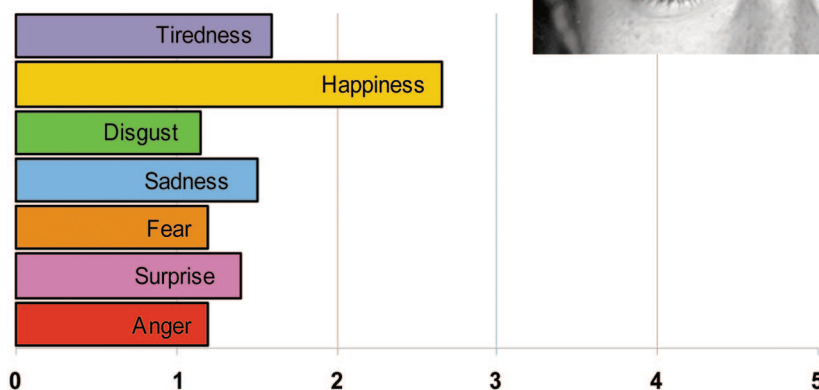 Tiredness
Happiness
Disgust
Sadness
Fear
Surprise
Anger
0 1 2 3 4 5